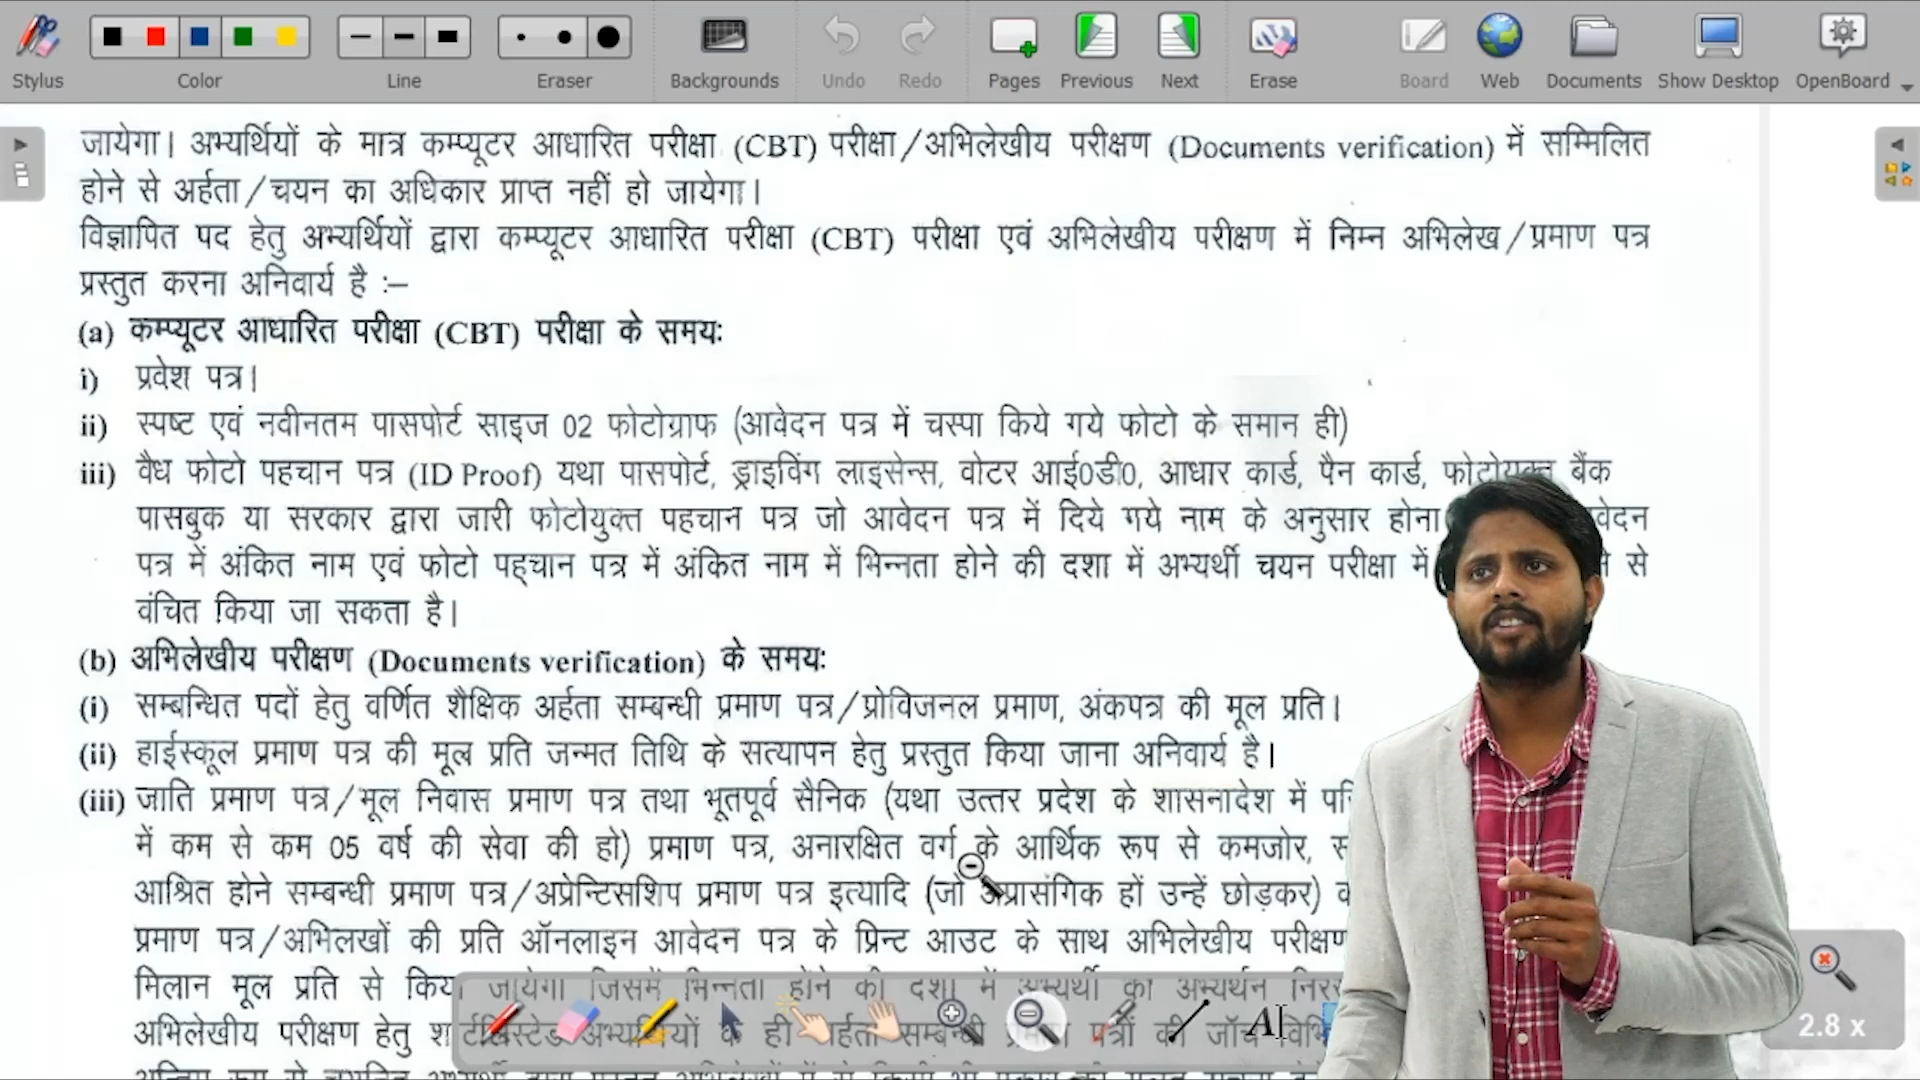 Stylus Color Line Eraser Backgrounds Undo Redo Pages Previous Next Erase Board Web Documents Show Desktop OpenBoard
जायेगा। अभ्यर्थियों के मात्र कम्प्यूटर आधारित परीक्षा (CBT) परीक्षा/अभिलेखीय परीक्षण (Documents verification) में सम्मिलित
होने से अर्हता/चयन का अधिकार प्राप्त नहीं हो जायेगा।
विज्ञापित पद हेतु अभ्यर्थियों द्वारा कम्प्यूटर आधारित परीक्षा (CBT) परीक्षा एवं अभिलेखीय परीक्षण में निम्न अभिलेख/प्रमाण पत्र
प्रस्तुत करना अनिवार्य है :–
(a) कम्प्यूटर आधारित परीक्षा (CBT) परीक्षा के समयः
i) प्रवेश पत्र।
ii) स्पष्ट एवं नवीनतम पासपोर्ट साइज 02 फोटोग्राफ (आवेदन पत्र में चस्पा किये गये फोटो के समान ही)
iii) वैध फोटो पहचान पत्र (ID Proof) यथा पासपोर्ट, ड्राइविंग लाइसेन्स, वोटर आई0डी0, आधार कार्ड, पैन कार्ड, फोटोयुक्त बैंक
पासबुक या सरकार द्वारा जारी फोटोयुक्त पहचान पत्र जो आवेदन पत्र में दिये गये नाम के अनुसार होना
पत्र में अंकित नाम एवं फोटो पहचान पत्र में अंकित नाम में भिन्नता होने की दशा में अभ्यर्थी चयन परीक्षा में से
वंचित किया जा सकता है।
(b) अभिलेखीय परीक्षण (Documents verification) के समयः
(i) सम्बन्धित पदों हेतु वर्णित शैक्षिक अर्हता सम्बन्धी प्रमाण पत्र/प्रोविजनल प्रमाण, अंकपत्र की मूल प्रति।
(ii) हाईस्कूल प्रमाण पत्र की मूल प्रति जन्मत तिथि के सत्यापन हेतु प्रस्तुत किया जाना अनिवार्य है।
(iii) जाति प्रमाण पत्र/मूल निवास प्रमाण पत्र तथा भूतपूर्व सैनिक (यथा उत्तर प्रदेश के शासनादेश में
में कम से कम 05 वर्ष की सेवा की हो) प्रमाण पत्र, अनारक्षित वर्ग के आर्थिक रूप से कमजोर,
आश्रित होने सम्बन्धी प्रमाण पत्र/अप्रेन्टिसशिप प्रमाण पत्र इत्यादि (जो अप्रासंगिक हों उन्हें छोड़कर)
प्रमाण पत्र/अभिलखों की प्रति ऑनलाइन आवेदन पत्र के प्रिन्ट आउट के साथ अभिलेखीय परीक्षण
मिलान मूल प्रति से जायेगा जिसमें भिन्नता होने की दशा में अभ्यर्थी का अभ्यर्थन
अभिलेखीय परीक्षण हेतु
2.8 x